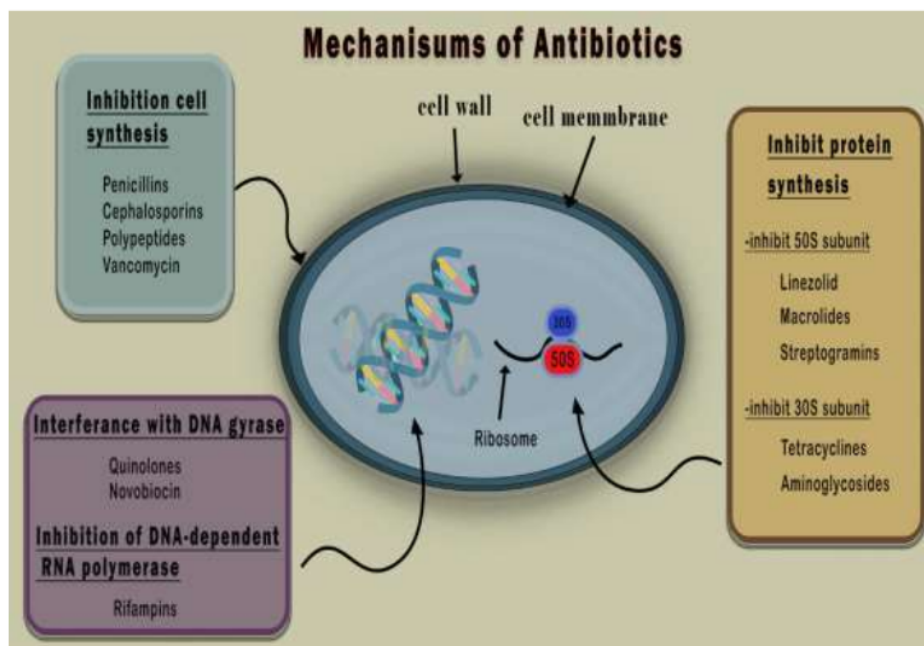 Mechanisums of Antibiotics
Inhibition cell
synthesis
Penicillins
Cephalosporins
Polypeptides
Vancomycin
cell wall
cell memmbrane
Inhibit protein
synthesis
-inhibit 50S subunit
Linezolid
Macrolides
Streptogramins
-inhibit 30S subunit
Tetracyclines
Aminoglycosides
30S
50S
Ribosome
Interferance with DNA gyrase
Quinolones
Novobiocin
Inhibition of DNA-dependent
RNA polymerase
Rifampins